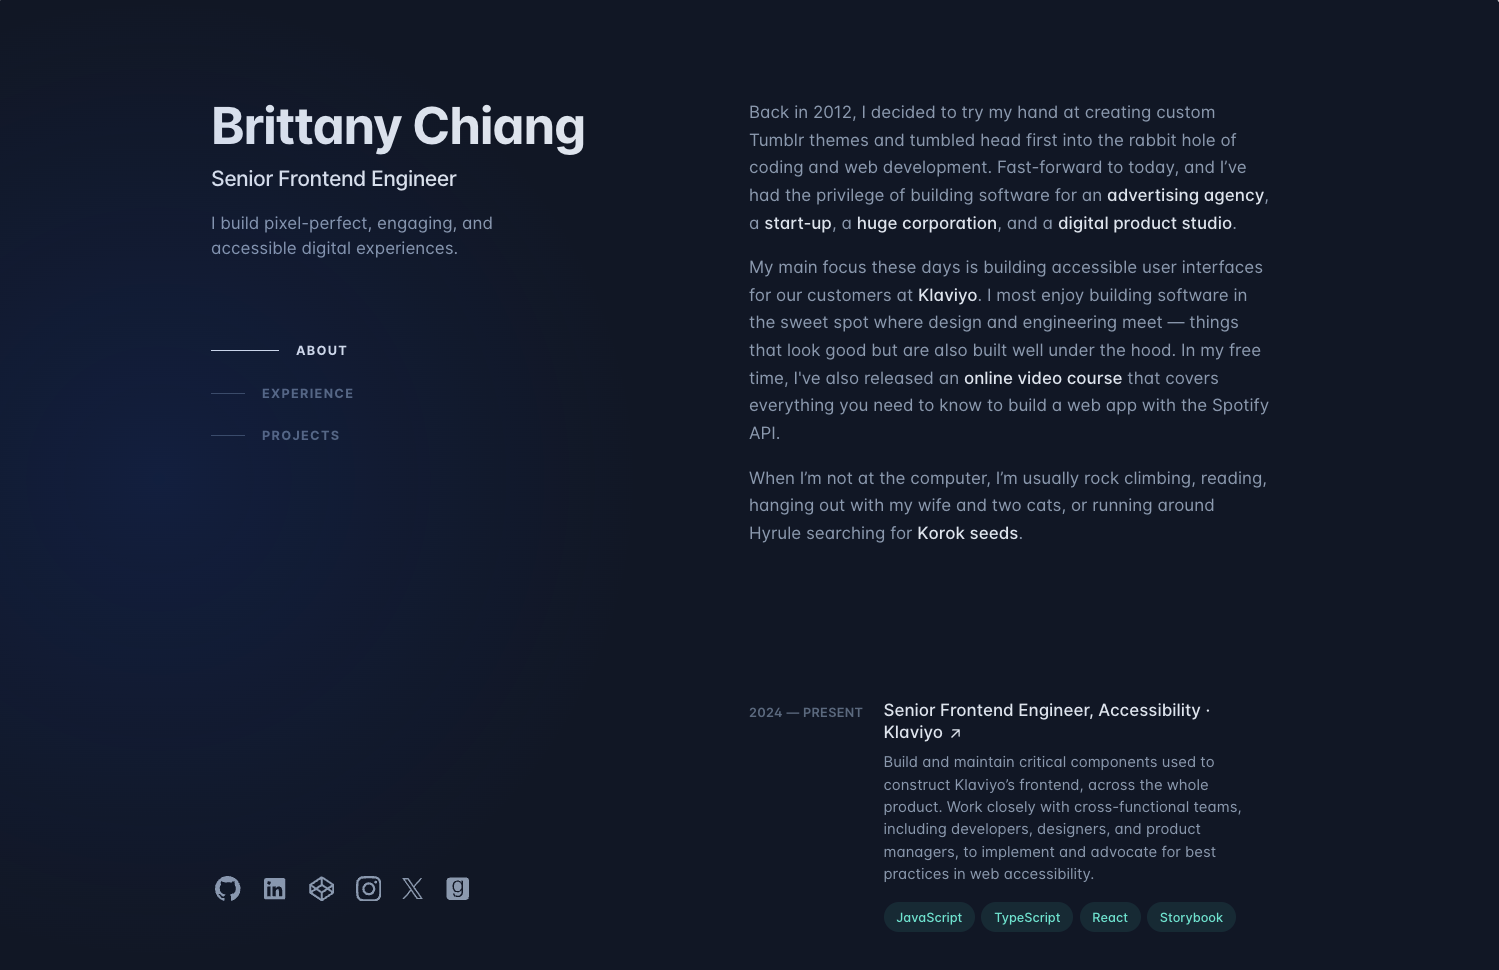 Brittany Chiang
Senior Frontend Engineer
I build pixel-perfect, engaging, and
accessible digital experiences.
ABOUT
EXPERIENCE
PROJECTS
Back in 2012, I decided to try my hand at creating custom
Tumblr themes and tumbled head first into the rabbit hole of
coding and web development. Fast-forward to today, and I’ve
had the privilege of building software for an advertising agency,
a start-up, a huge corporation, and a digital product studio.
My main focus these days is building accessible user interfaces
for our customers at Klaviyo. I most enjoy building software in
the sweet spot where design and engineering meet — things
that look good but are also built well under the hood. In my free
time, I've also released an online video course that covers
everything you need to know to build a web app with the Spotify
API.
When I’m not at the computer, I’m usually rock climbing, reading,
hanging out with my wife and two cats, or running around
Hyrule searching for Korok seeds.
2024 — PRESENT
Senior Frontend Engineer, Accessibility ·
Klaviyo ↗
Build and maintain critical components used to
construct Klaviyo’s frontend, across the whole
product. Work closely with cross-functional teams,
including developers, designers, and product
managers, to implement and advocate for best
practices in web accessibility.
JavaScript TypeScript React Storybook